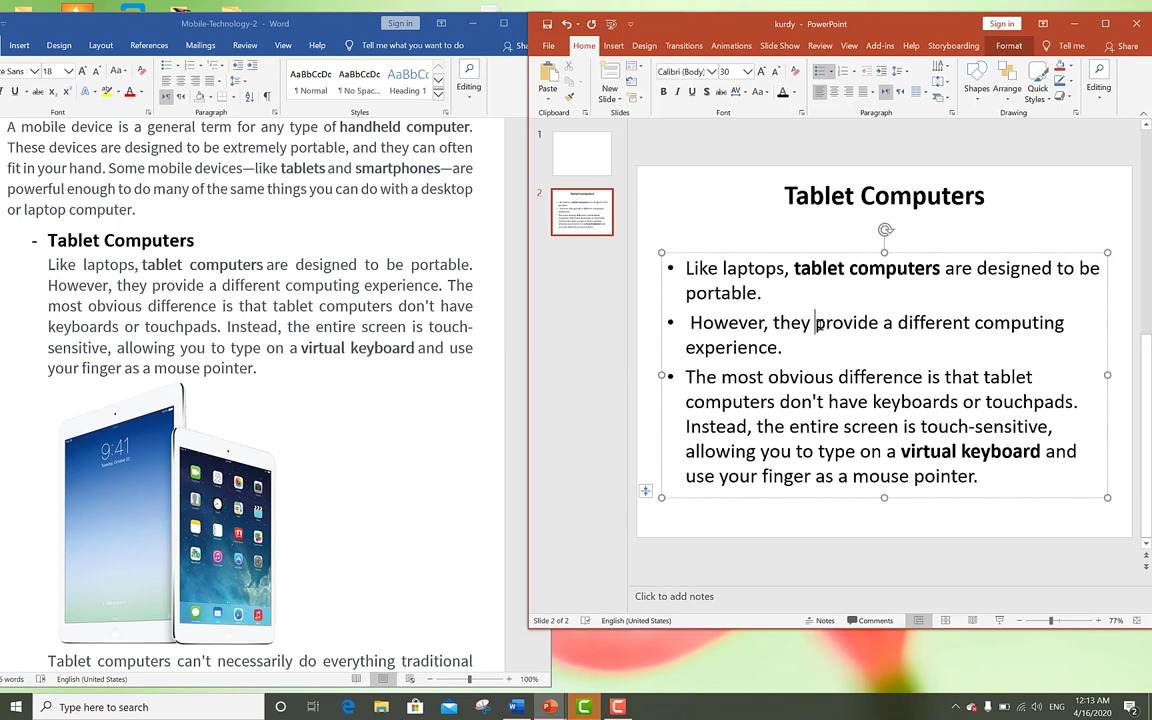 Mobile-Technology-2 - Word
Sign in
Insert Design Layout References Mailings Review View Help Tell me what you want to do
18 Aa
AaBbCcDc AaBbCcDc AaBbCc
¶ Normal ¶ No Spac... Heading 1
Editing
Font Paragraph Styles
A mobile device is a general term for any type of handheld computer.
These devices are designed to be extremely portable, and they can often
fit in your hand. Some mobile devices—like tablets and smartphones—are
powerful enough to do many of the same things you can do with a desktop
or laptop computer.
- Tablet Computers
Like laptops, tablet computers are designed to be portable.
However, they provide a different computing experience. The
most obvious difference is that tablet computers don't have
keyboards or touchpads. Instead, the entire screen is touch-
sensitive, allowing you to type on a virtual keyboard and use
your finger as a mouse pointer.
9:41
Tablet computers can't necessarily do everything traditional
English (United States)
100%
kurdy - PowerPoint
Sign in
File Home Insert Design Transitions Animations Slide Show Review View Add-ins Help Storyboarding Format Tell me Share
Calibri (Body) 30
Paste
New
Slide
Shapes Arrange Quick
Styles
Editing
Clipboard Slides Font Paragraph Drawing
1
2
Tablet Computers
• Like laptops, tablet computers are designed to be
portable.
• However, they provide a different computing
experience.
• The most obvious difference is that tablet
computers don't have keyboards or touchpads.
Instead, the entire screen is touch-sensitive,
allowing you to type on a virtual keyboard and
use your finger as a mouse pointer.
Click to add notes
Slide 2 of 2 English (United States) Notes Comments 77%
Type here to search
ENG
12:13 AM
4/16/2020
2